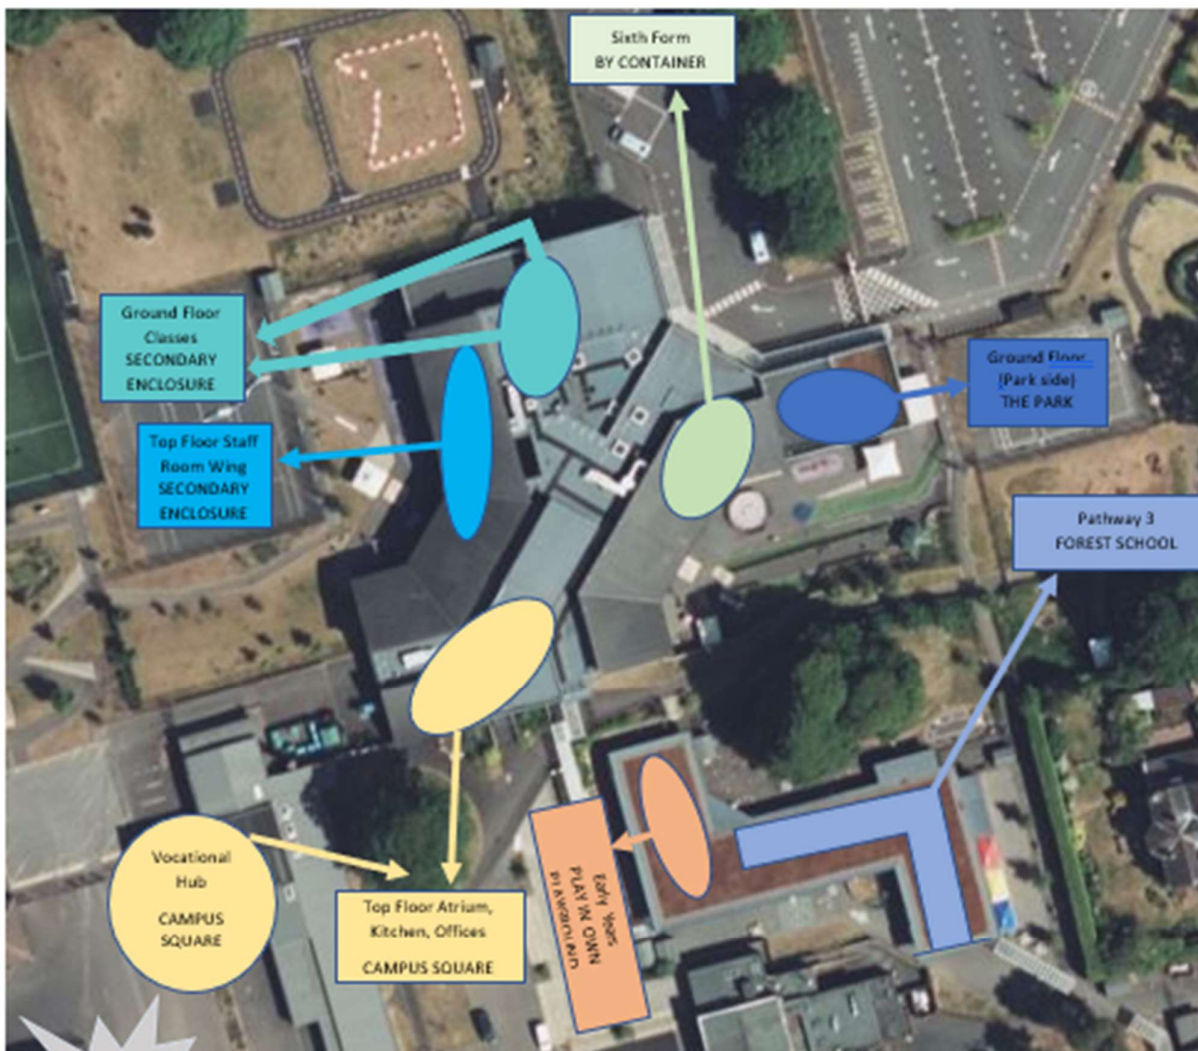 Sixth Form
BY CONTAINER
Ground Floor
Classes
SECONDARY
ENCLOSURE
Ground Floor
(Park side)
THE PARK
Top Floor Staff
Room Wing
SECONDARY
ENCLOSURE
Pathway 3
FOREST SCHOOL
Vocational
Hub
CAMPUS
SQUARE
Top Floor Atrium,
Kitchen, Offices
CAMPUS SQUARE
Early Years
PLAY IN OWN
PLAYGROUND